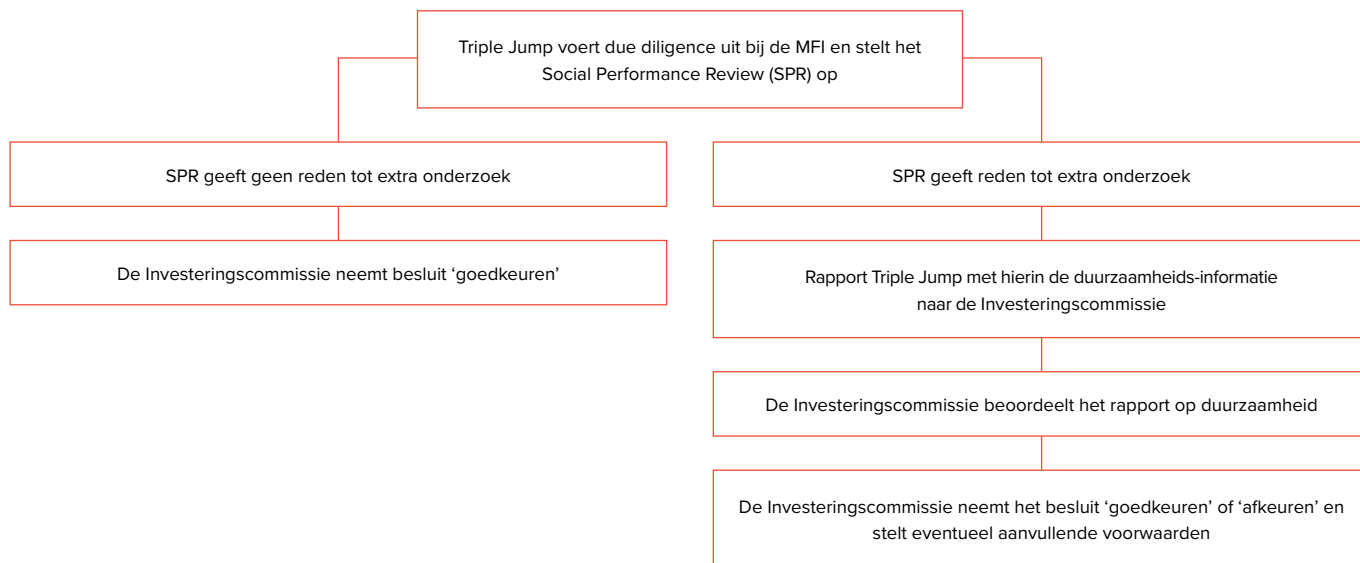 Triple Jump voert due diligence uit bij de MFI en stelt het
Social Performance Review (SPR) op
SPR geeft geen reden tot extra onderzoek
De Investeringscommissie neemt besluit ‘goedkeuren’
SPR geeft reden tot extra onderzoek
Rapport Triple Jump met hierin de duurzaamheids-informatie
naar de Investeringscommissie
De Investeringscommissie beoordeelt het rapport op duurzaamheid
De Investeringscommissie neemt het besluit ‘goedkeuren’ of ‘afkeuren’ en
stelt eventueel aanvullende voorwaarden